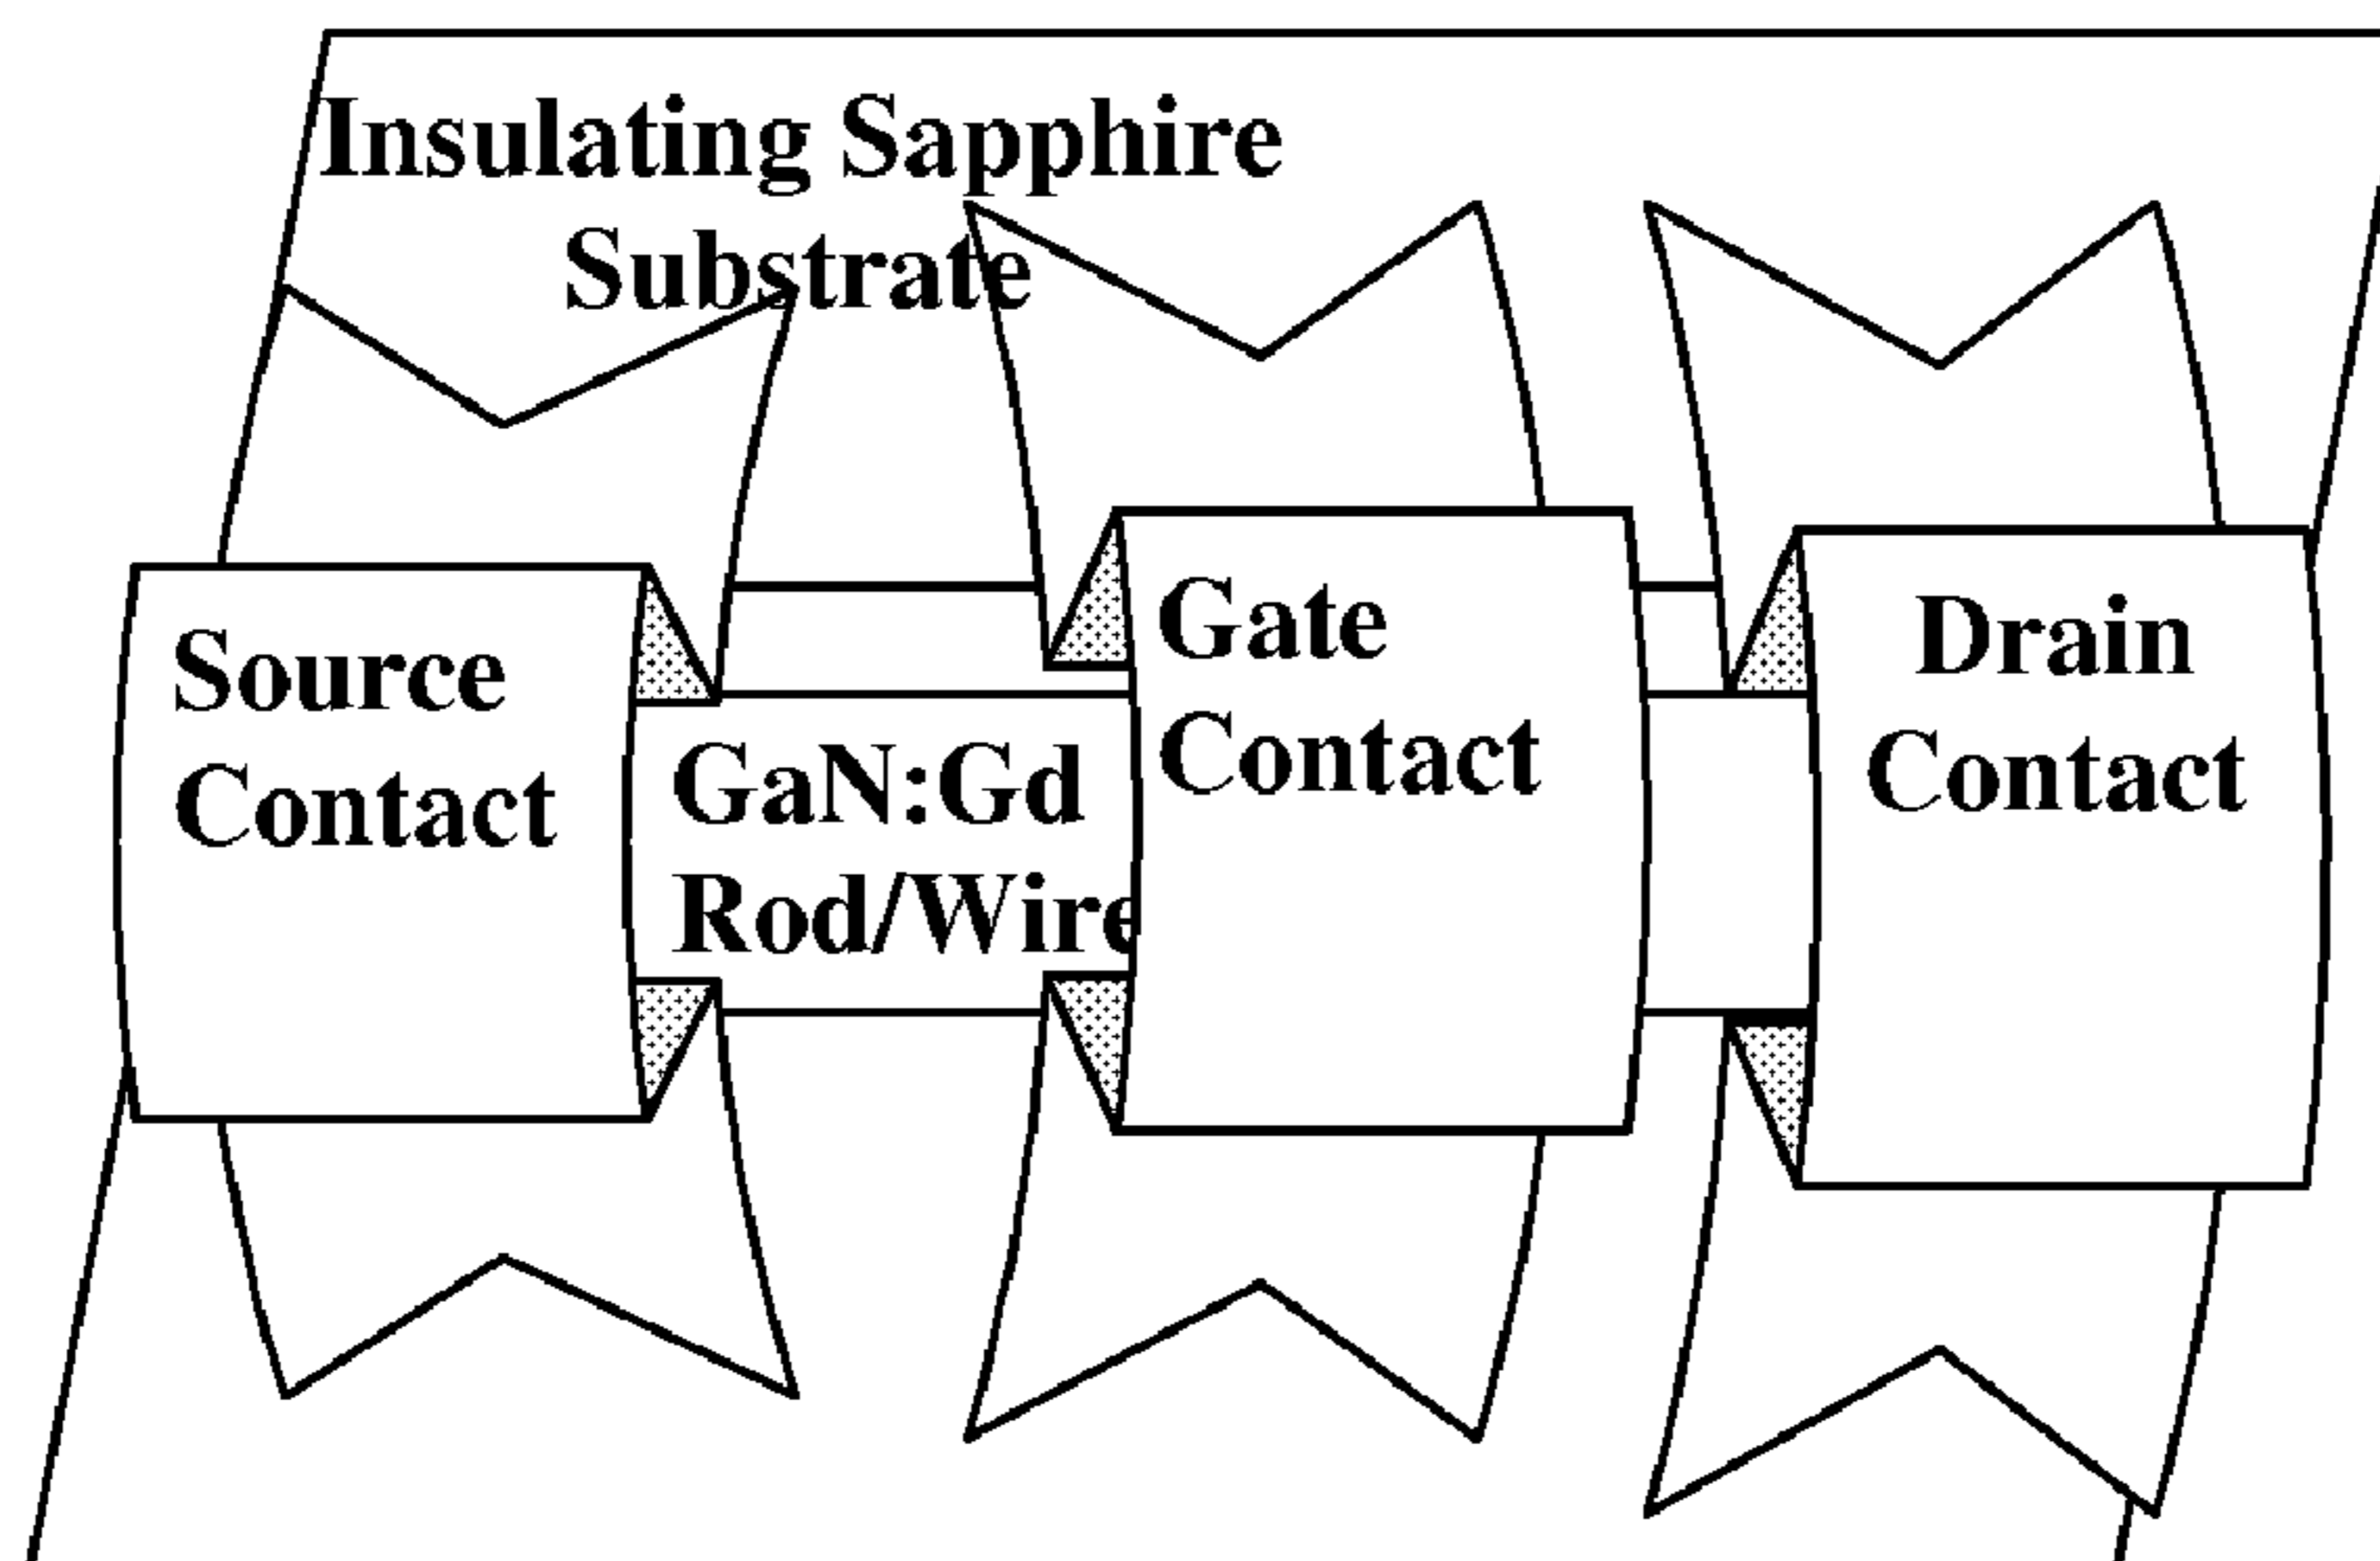 Insulating Sapphire
Substrate
Source
Contact
GaN:Gd
Rod/Wire
Gate
Contact
Drain
Contact